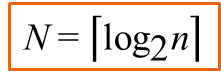 N = ⌈log₂n⌉